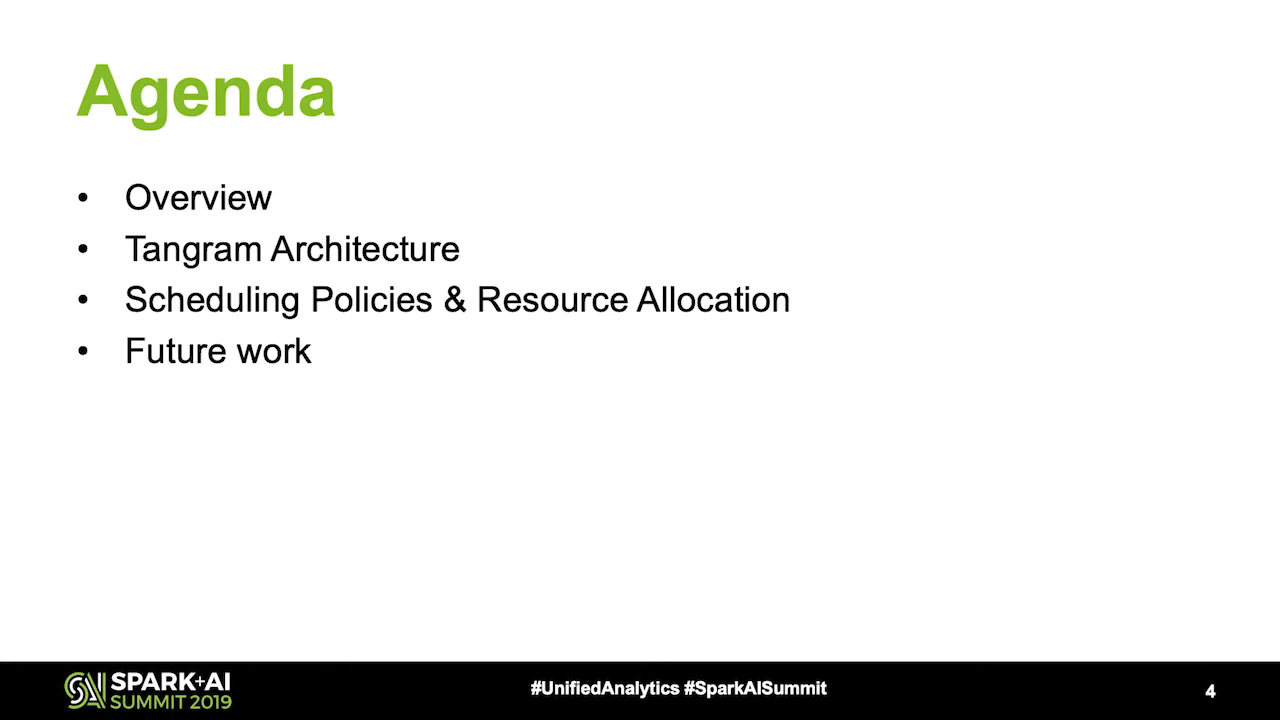 Agenda
• Overview
• Tangram Architecture
• Scheduling Policies & Resource Allocation
• Future work
SPARK+AI
SUMMIT 2019
#UnifiedAnalytics #SparkAISummit
4